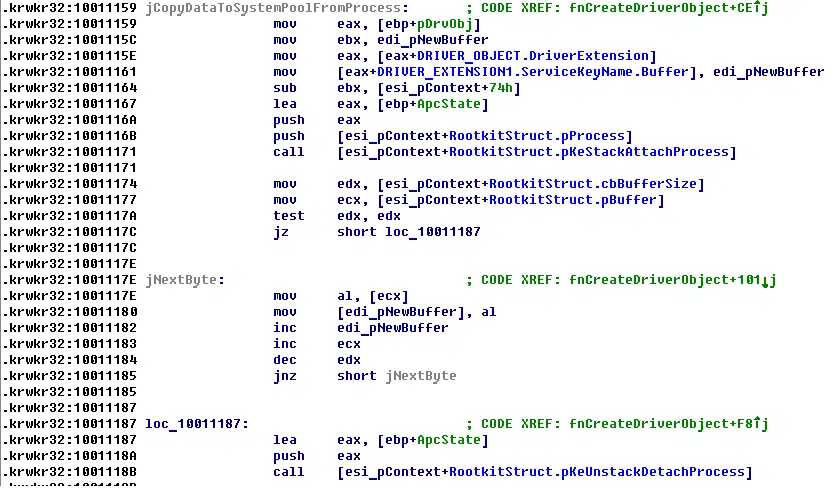 .krwkr32:10011159 jCopyDataToSystemPoolFromProcess: ; CODE XREF: fnCreateDriverObject+CE↑j
.krwkr32:10011159 mov eax, [ebp+pDrvObj]
.krwkr32:1001115C mov ebx, edi_pNewBuffer
.krwkr32:1001115E mov eax, [eax+DRIVER_OBJECT.DriverExtension]
.krwkr32:10011161 mov [eax+DRIVER_EXTENSION1.ServiceKeyName.Buffer], edi_pNewBuffer
.krwkr32:10011164 sub ebx, [esi_pContext+74h]
.krwkr32:10011167 lea eax, [ebp+ApcState]
.krwkr32:1001116A push eax
.krwkr32:1001116B push [esi_pContext+RootkitStruct.pProcess]
.krwkr32:10011171 call [esi_pContext+RootkitStruct.pKeStackAttachProcess]
.krwkr32:10011171
.krwkr32:10011174 mov edx, [esi_pContext+RootkitStruct.cbBufferSize]
.krwkr32:10011177 mov ecx, [esi_pContext+RootkitStruct.pBuffer]
.krwkr32:1001117A test edx, edx
.krwkr32:1001117C jz short loc_10011187
.krwkr32:1001117C
.krwkr32:1001117E
.krwkr32:1001117E jNextByte: ; CODE XREF: fnCreateDriverObject+101↓j
.krwkr32:1001117E mov al, [ecx]
.krwkr32:10011180 mov [edi_pNewBuffer], al
.krwkr32:10011182 inc edi_pNewBuffer
.krwkr32:10011183 inc ecx
.krwkr32:10011184 dec edx
.krwkr32:10011185 jnz short jNextByte
.krwkr32:10011185
.krwkr32:10011187
.krwkr32:10011187 loc_10011187: ; CODE XREF: fnCreateDriverObject+F8↑j
.krwkr32:10011187 lea eax, [ebp+ApcState]
.krwkr32:1001118A push eax
.krwkr32:1001118B call [esi_pContext+RootkitStruct.pKeUnstackDetachProcess]